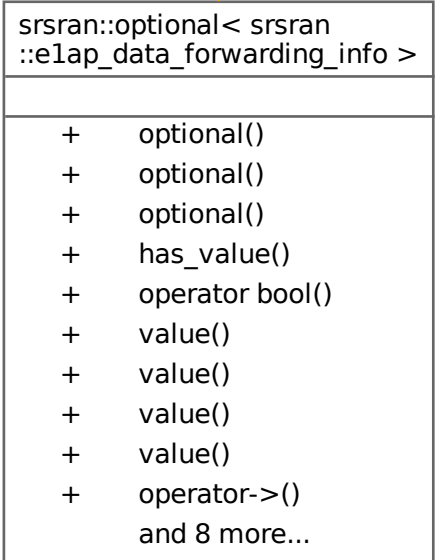 srsran::optional< srsran
::e1ap_data_forwarding_info >
+ optional()
+ optional()
+ optional()
+ has_value()
+ operator bool()
+ value()
+ value()
+ value()
+ value()
+ operator->()
and 8 more...